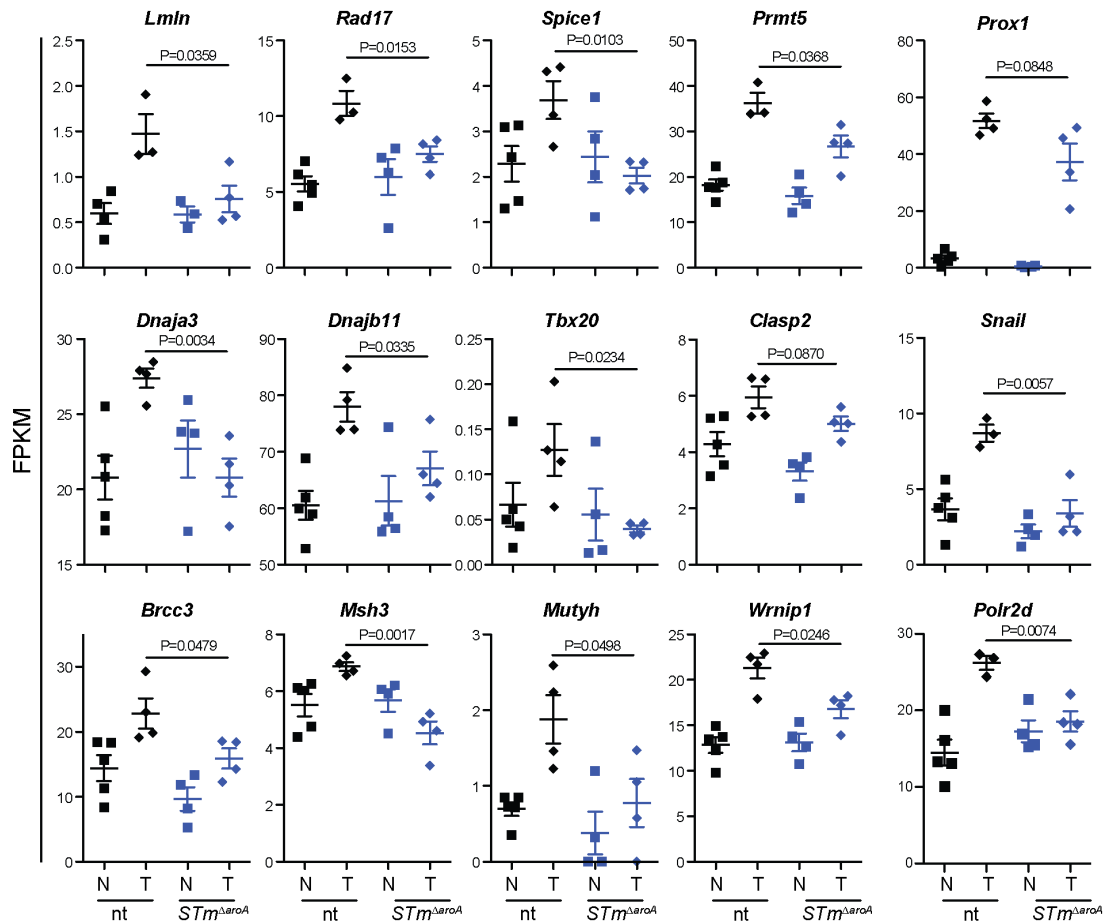 Lmln Rad17 Spice1 Prmt5 Prox1
2.5 15 5 50 80
P=0.0359 P=0.0153 P=0.0103 P=0.0368 P=0.0848
2.0 4 40 60
1.5 10 3 30 40
1.0 5 2 20 20
0.5 1 10
0.0 0 0 0 0
Dnaja3 Dnajb11 Tbx20 Clasp2 Snail
30 90 0.25 8 15
P=0.0034 P=0.0335 P=0.0234 P=0.0870 P=0.0057
80 0.20 6 10
25 70 0.15 4 5
20 60 0.10 2
0.05
15 50 0.00 0 0
FPKM
Brcc3 Msh3 Mutyh Wrnip1 Polr2d
8 3 25 30
P=0.0479 P=0.0017 P=0.0498 P=0.0246 P=0.0074
30 6 2 20 20
20 4 15
10 2 1 10 10
5
0 0 0 0 0
N T N T N T N T N T N T N T N T N T N T
nt STmΔaroA nt STmΔaroA nt STmΔaroA nt STmΔaroA nt STmΔaroA